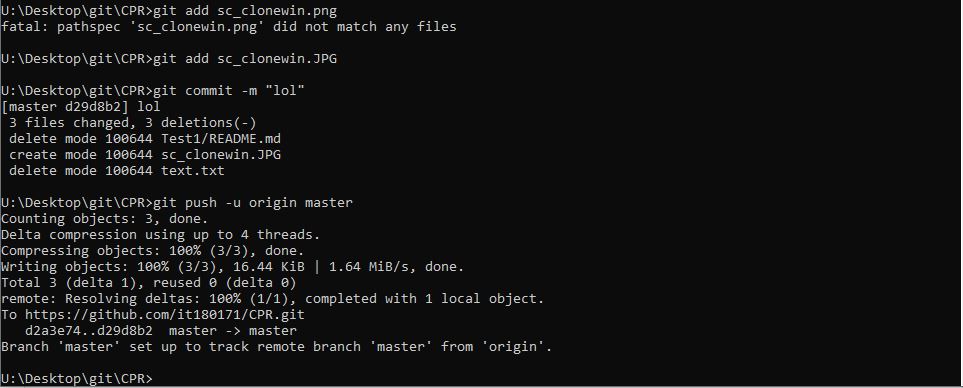 U:\Desktop\git\CPR>git add sc_clonewin.png
fatal: pathspec 'sc_clonewin.png' did not match any files
U:\Desktop\git\CPR>git add sc_clonewin.JPG
U:\Desktop\git\CPR>git commit -m "lol"
[master d29d8b2] lol
 3 files changed, 3 deletions(-)
 delete mode 100644 Test1/README.md
 create mode 100644 sc_clonewin.JPG
 delete mode 100644 text.txt
U:\Desktop\git\CPR>git push -u origin master
Counting objects: 3, done.
Delta compression using up to 4 threads.
Compressing objects: 100% (3/3), done.
Writing objects: 100% (3/3), 16.44 KiB | 1.64 MiB/s, done.
Total 3 (delta 1), reused 0 (delta 0)
remote: Resolving deltas: 100% (1/1), completed with 1 local object.
To https://github.com/it180171/CPR.git
   d2a3e74..d29d8b2  master -> master
Branch 'master' set up to track remote branch 'master' from 'origin'.
U:\Desktop\git\CPR>